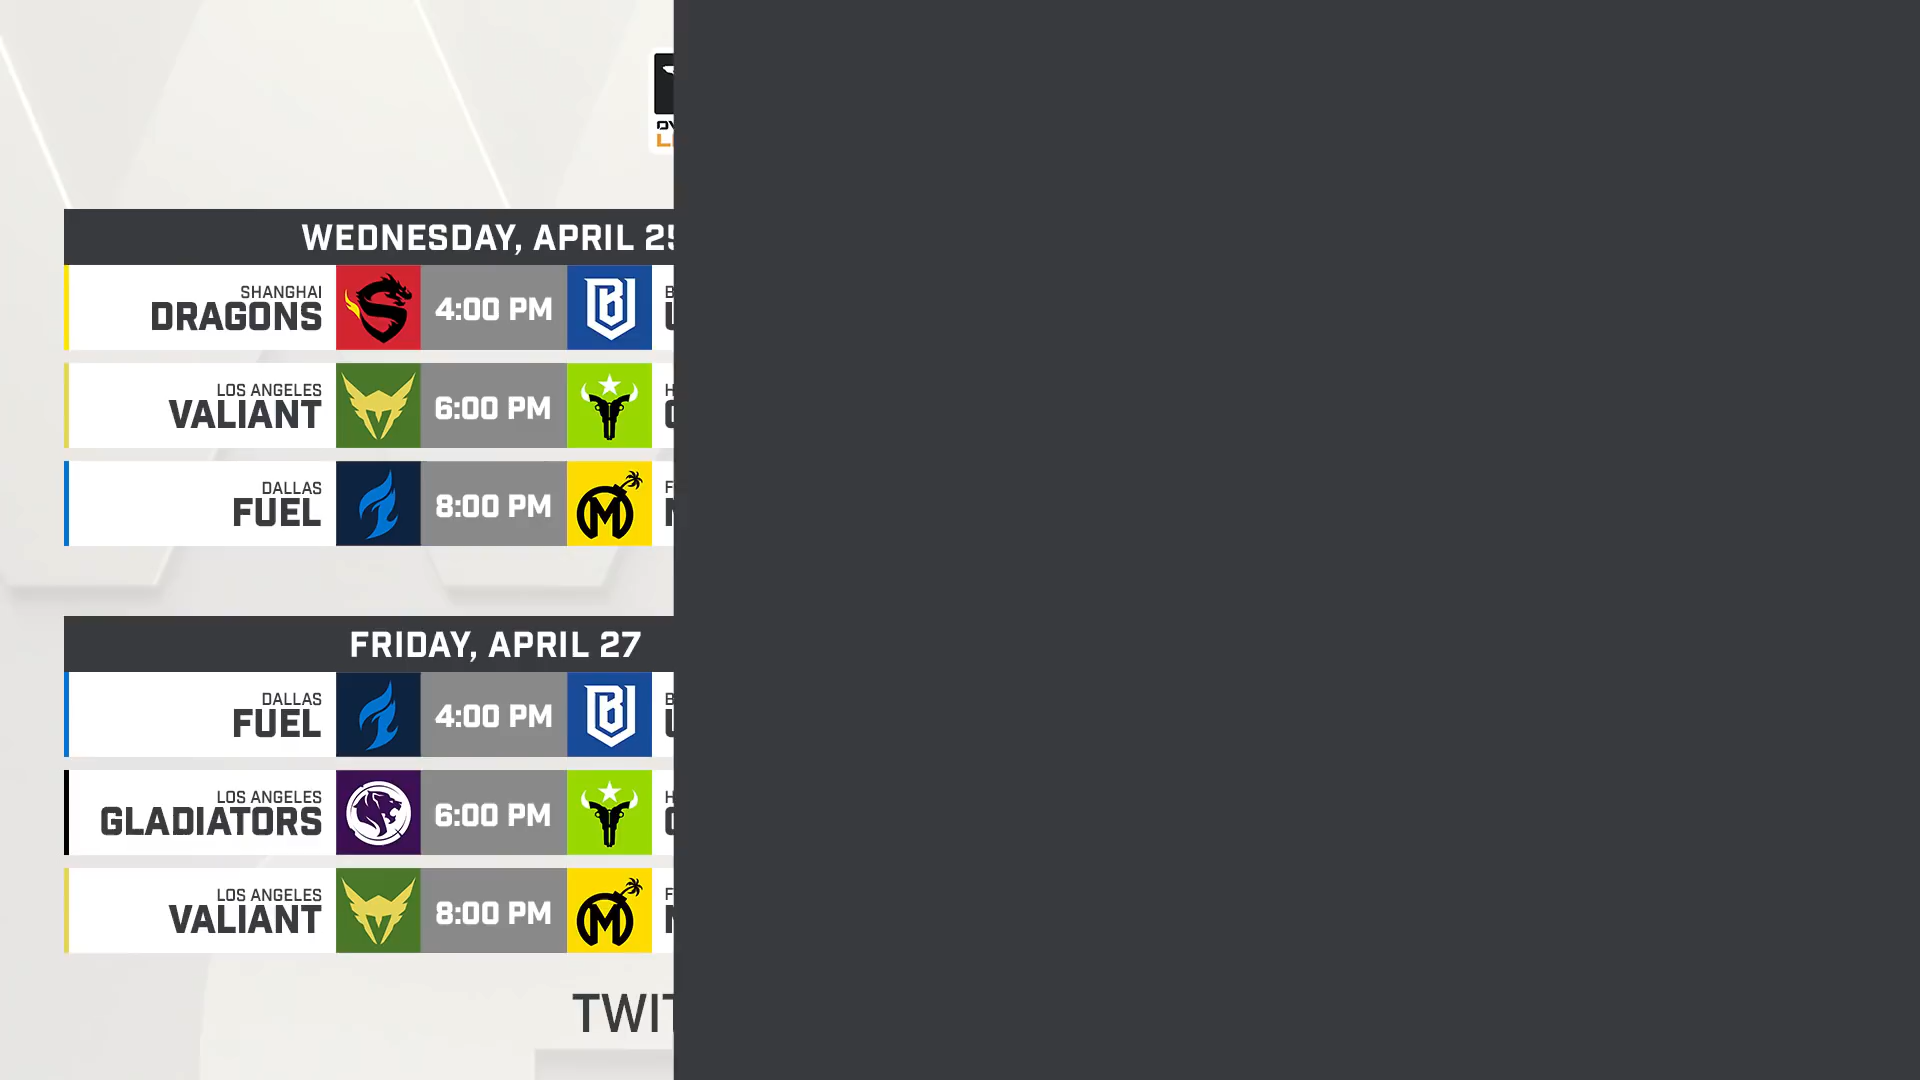 WEDNESDAY, APRIL 25
SHANGHAI
DRAGONS
4:00 PM
LOS ANGELES
VALIANT
6:00 PM
DALLAS
FUEL
8:00 PM
FRIDAY, APRIL 27
DALLAS
FUEL
4:00 PM
LOS ANGELES
GLADIATORS
6:00 PM
LOS ANGELES
VALIANT
8:00 PM